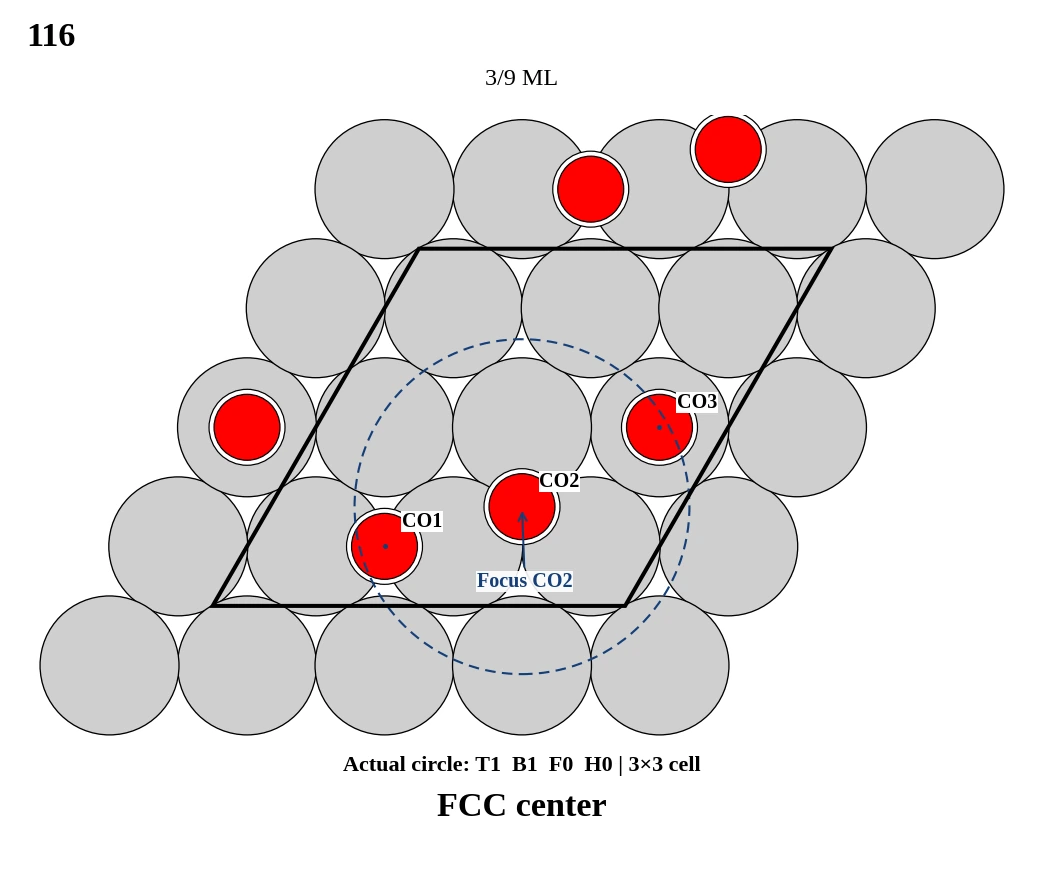 116
3/9 ML
CO3
CO2
CO1
Focus CO2
Actual circle: T1 B1 F0 H0 | 3×3 cell
FCC center